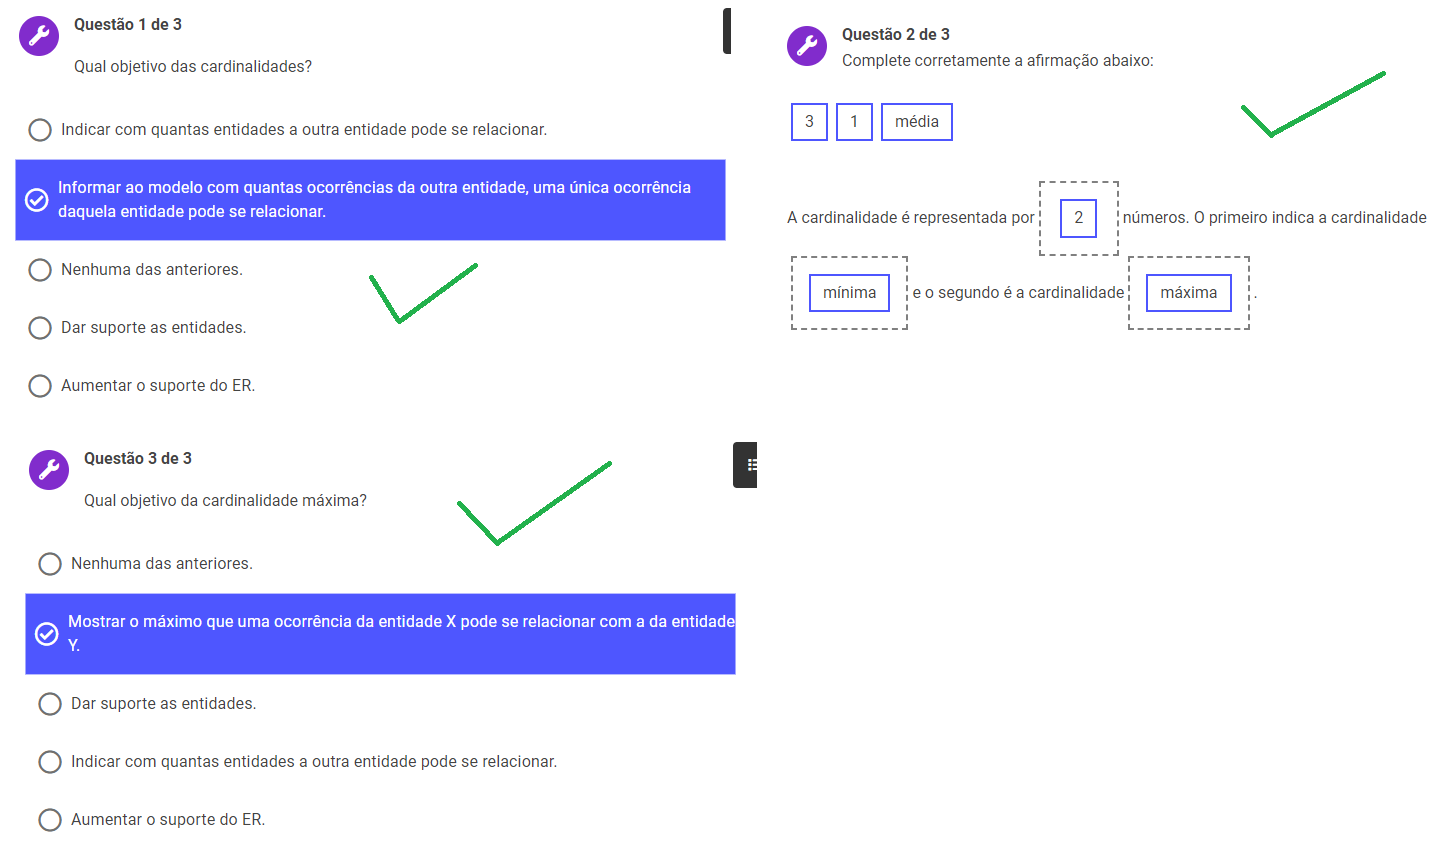 Questão 1 de 3
Qual objetivo das cardinalidades?
Indicar com quantas entidades a outra entidade pode se relacionar.
Informar ao modelo com quantas ocorrências da outra entidade, uma única ocorrência
daquela entidade pode se relacionar.
Nenhuma das anteriores.
Dar suporte as entidades.
Aumentar o suporte do ER.
Questão 2 de 3
Complete corretamente a afirmação abaixo:
3 1 média
A cardinalidade é representada por 2 números. O primeiro indica a cardinalidade
mínima e o segundo é a cardinalidade máxima .
Questão 3 de 3
Qual objetivo da cardinalidade máxima?
Nenhuma das anteriores.
Mostrar o máximo que uma ocorrência da entidade X pode se relacionar com a da entidade
Y.
Dar suporte as entidades.
Indicar com quantas entidades a outra entidade pode se relacionar.
Aumentar o suporte do ER.